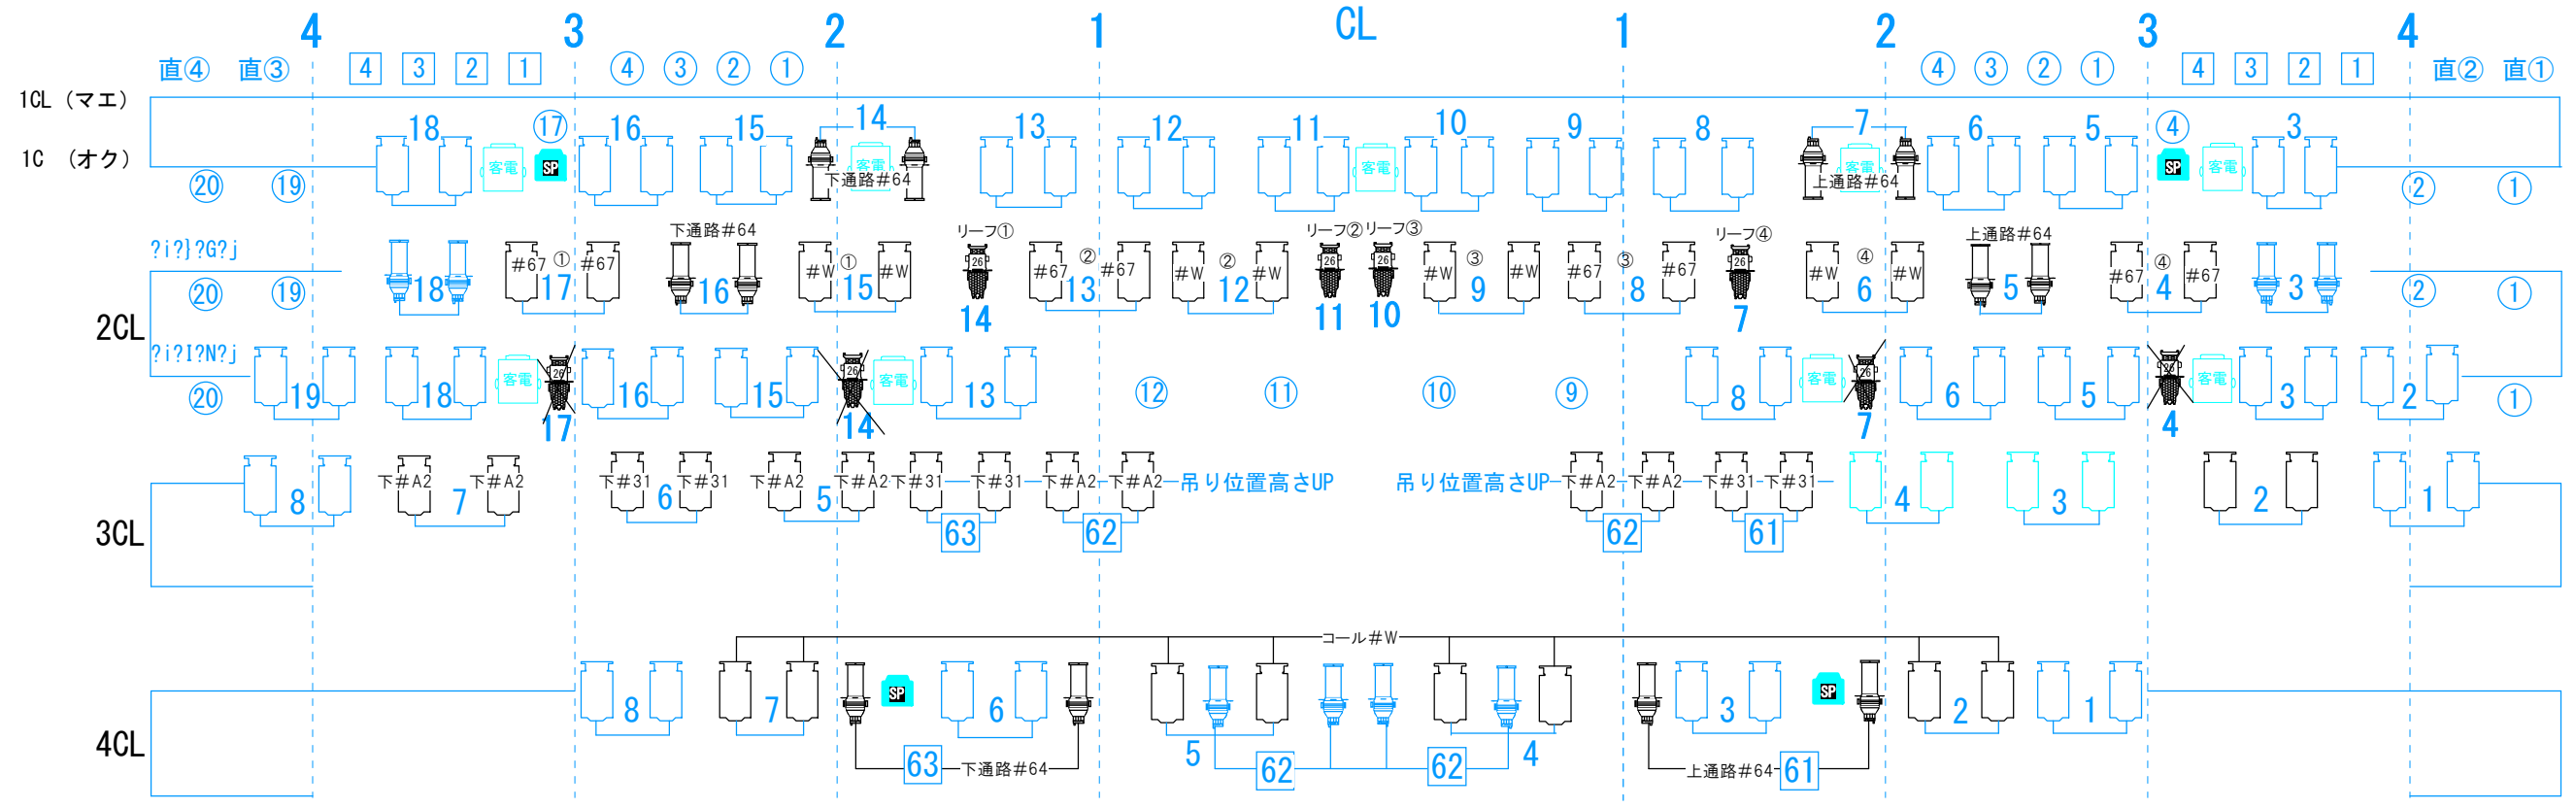 4 3 2 1 CL 1 2 3 4
直④ 直③ 4 3 2 1 ④ ③ ② ① ④ ③ ② ① 4 3 2 1 直② 直①
1CL (マエ)
18 ⑰ 16 15 14 13 12 11 10 9 8 7 6 5 ④ 3
1C (オク)
客電 SP 客電 客電 客電 SP 客電
下通路#64 上通路#64
⑳ ⑲ ② ①
下通路#64 リーフ① リーフ② リーフ③ リーフ④ 上通路#64
?i?}?G?j
#67 ① #67 #W ① #W 26 #67 ② #67 #W ② #W 26 26 #W ③ #W #67 ③ #67 26 #W ④ #W #67 ④ #67
⑳ ⑲ 18 17 16 15 13 12 9 8 6 5 4 3 ② ①
14 11 10 7
2CL
?i?I?N?j
客電 26 26 客電 客電 26 26 客電
⑳ 19 18 16 15 13 ⑫ ⑪ ⑩ ⑨ 8 6 5 3 2 ①
17 14 7 4
下#A2 下#A2 下#31 下#31 下#A2 下#A2 下#31 下#31 下#A2 下#A2 吊り位置高さUP 吊り位置高さUP 下#A2 下#A2 下#31 下#31
8 7 6 5 4 3 2 1
3CL
63 62 62 61
コール#W
SP SP
8 7 6 3 2 1
4CL
5 4
63 下通路#64 62 62 上通路#64 61